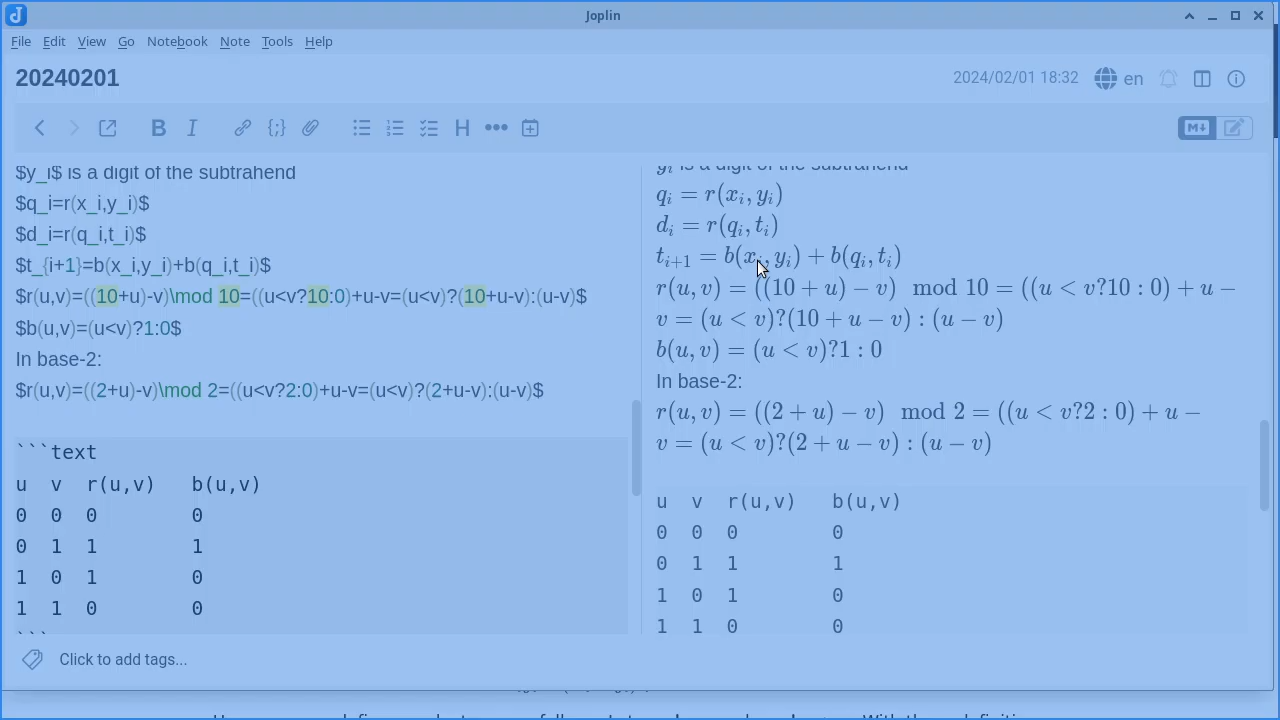 Joplin
File Edit View Go Notebook Note Tools Help
20240201
2024/02/01 18:32 en
$y_i$ is a digit of the subtrahend
$q_i=r(x_i,y_i)$
$d_i=r(q_i,t_i)$
$t_{i+1}=b(x_i,y_i)+b(q_i,t_i)$
$r(u,v)=((10+u)-v)\mod 10=((u<v?10:0)+u-v=(u<v)?(10+u-v):(u-v)$
$b(u,v)=(u<v)?1:0$
In base-2:
$r(u,v)=((2+u)-v)\mod 2=((u<v?2:0)+u-v=(u<v)?(2+u-v):(u-v)$
```text
u v r(u,v) b(u,v)
0 0 0 0
0 1 1 1
1 0 1 0
1 1 0 0
```
y_i is a digit of the subtrahend
q_i = r(x_i, y_i)
d_i = r(q_i, t_i)
t_{i+1} = b(x_i, y_i) + b(q_i, t_i)
r(u, v) = ((10 + u) − v) mod 10 = ((u < v?10 : 0) + u −
v = (u < v)?(10 + u − v) : (u − v)
b(u, v) = (u < v)?1 : 0
In base-2:
r(u, v) = ((2 + u) − v) mod 2 = ((u < v?2 : 0) + u −
v = (u < v)?(2 + u − v) : (u − v)
u v r(u,v) b(u,v)
0 0 0 0
0 1 1 1
1 0 1 0
1 1 0 0
Click to add tags...